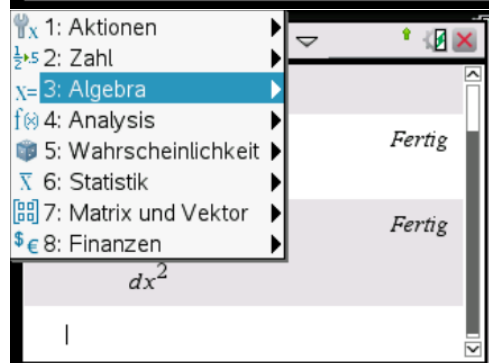 1: Aktionen
2: Zahl
3: Algebra
4: Analysis
5: Wahrscheinlichkeit
6: Statistik
7: Matrix und Vektor
8: Finanzen
Fertig
Fertig
dx²